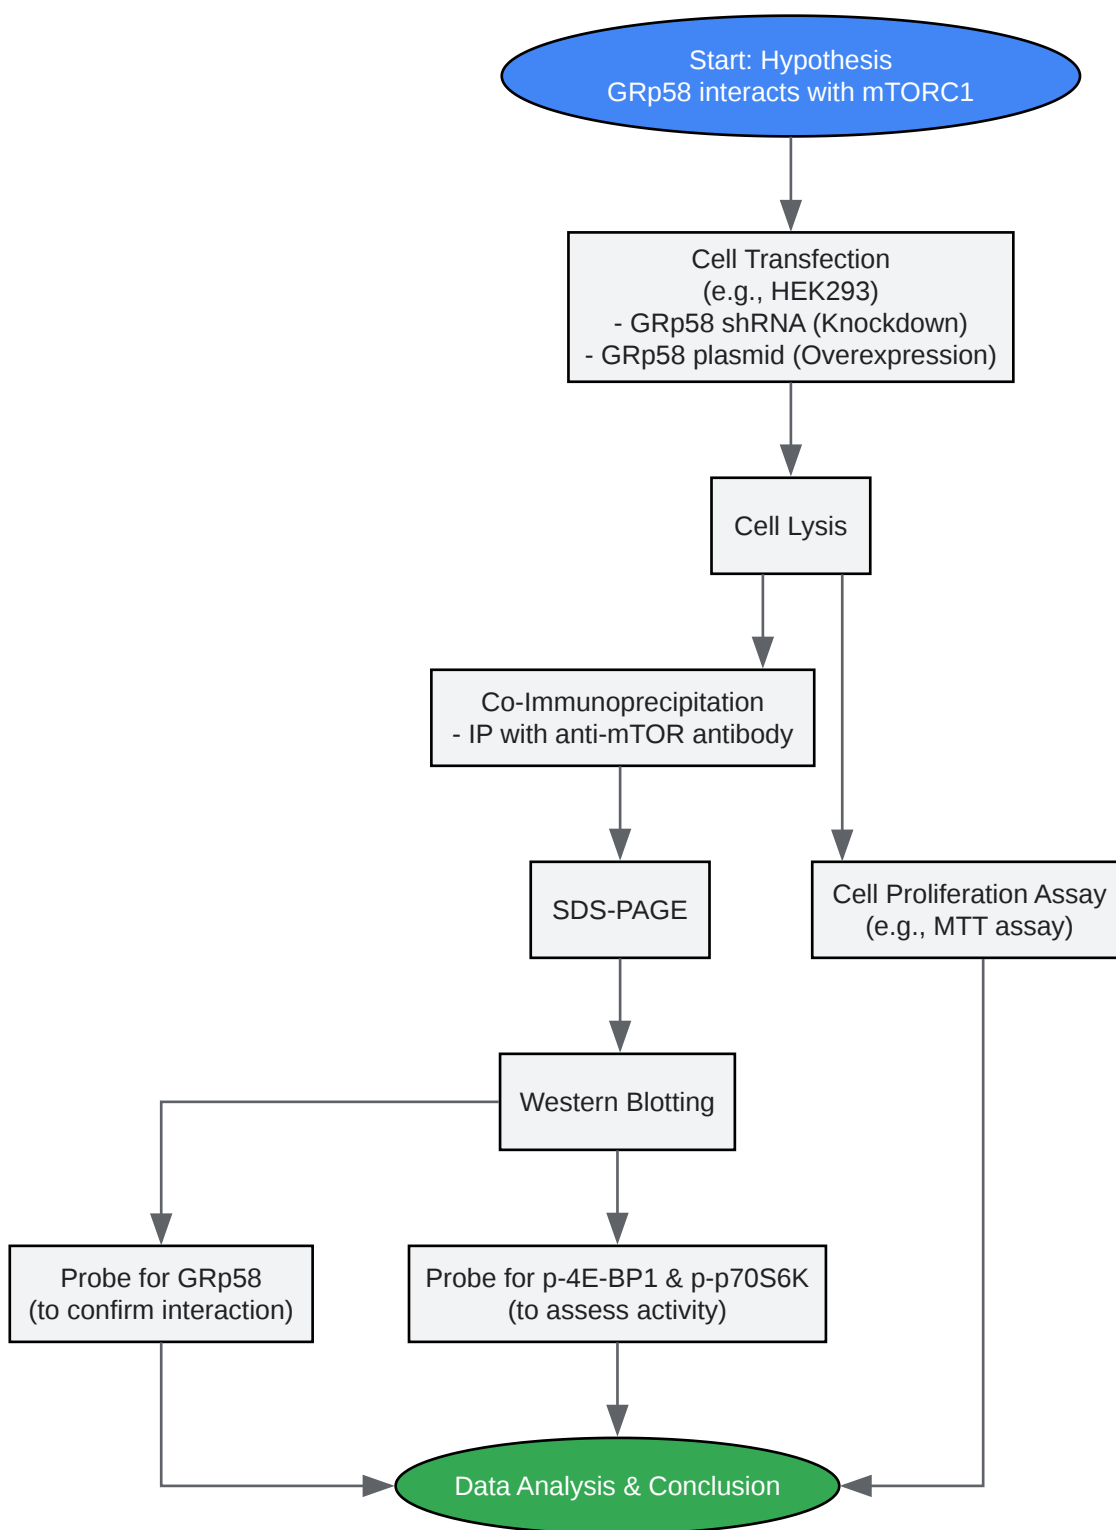 Start: Hypothesis
GRp58 interacts with mTORC1
Cell Transfection
(e.g., HEK293)
- GRp58 shRNA (Knockdown)
- GRp58 plasmid (Overexpression)
Cell Lysis
Co-Immunoprecipitation
- IP with anti-mTOR antibody
SDS-PAGE
Cell Proliferation Assay
(e.g., MTT assay)
Western Blotting
Probe for GRp58
(to confirm interaction)
Probe for p-4E-BP1 & p-p70S6K
(to assess activity)
Data Analysis & Conclusion